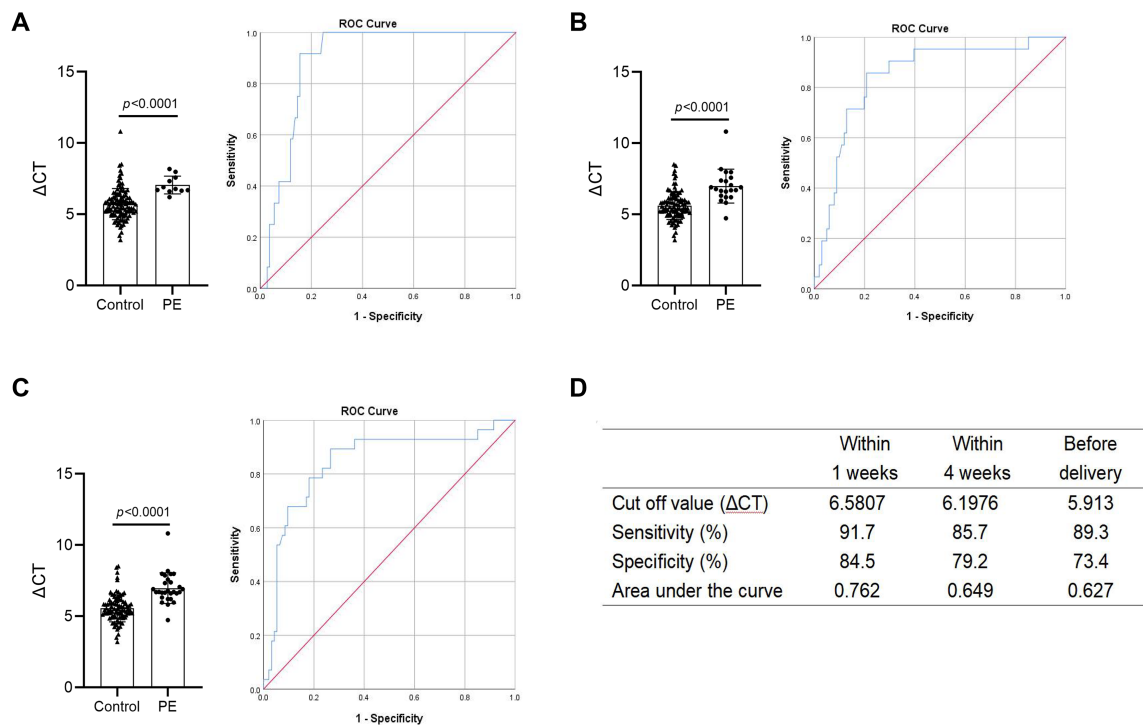 A
ROC Curve
15
10
5
0
ΔCT
p<0.0001
Control PE
1.0
0.8
0.6
0.4
0.2
0.0
Sensitivity
0.0 0.2 0.4 0.6 0.8 1.0
1 - Specificity
B
ROC Curve
15
10
5
0
ΔCT
p<0.0001
Control PE
1.0
0.8
0.6
0.4
0.2
0.0
Sensitivity
0.0 0.2 0.4 0.6 0.8 1.0
1 - Specificity
C
ROC Curve
15
10
5
0
ΔCT
p<0.0001
Control PE
1.0
0.8
0.6
0.4
0.2
0.0
Sensitivity
0.0 0.2 0.4 0.6 0.8 1.0
1 - Specificity
D
Within Within Before
1 weeks 4 weeks delivery
Cut off value (ΔCT) 6.5807 6.1976 5.913
Sensitivity (%) 91.7 85.7 89.3
Specificity (%) 84.5 79.2 73.4
Area under the curve 0.762 0.649 0.627